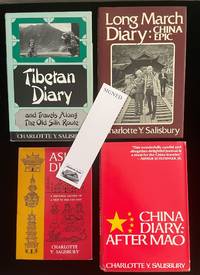 Tibetan
Diary
and Travels Along
The Old Silk Route
CHARLOTTE Y. SALISBURY
Long March
Diary: CHINA
EPIC
Charlotte Y. Salisbury
SIGNED
CHARLOTTE
Y. SALISBURY
CHINA
DIARY:
AFTER MAO
CHARLOTTE Y. SALISBURY